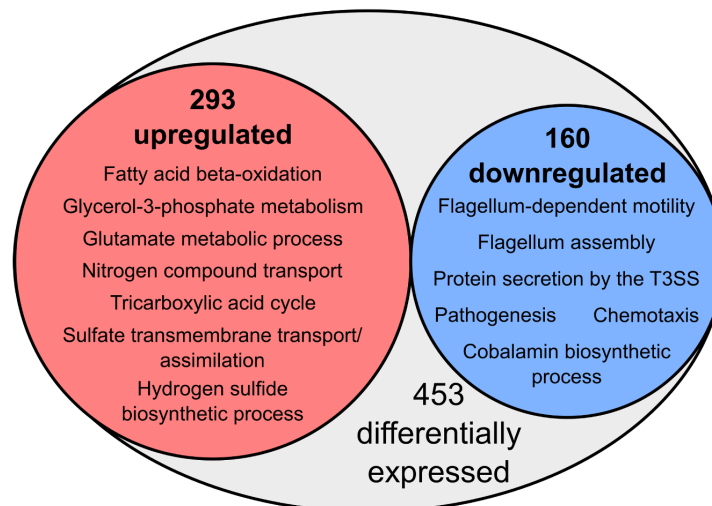 293
upregulated
Fatty acid beta-oxidation
Glycerol-3-phosphate metabolism
Glutamate metabolic process
Nitrogen compound transport
Tricarboxylic acid cycle
Sulfate transmembrane transport/
assimilation
Hydrogen sulfide
biosynthetic process
160
downregulated
Flagellum-dependent motility
Flagellum assembly
Protein secretion by the T3SS
Pathogenesis Chemotaxis
Cobalamin biosynthetic
process
453
differentially
expressed